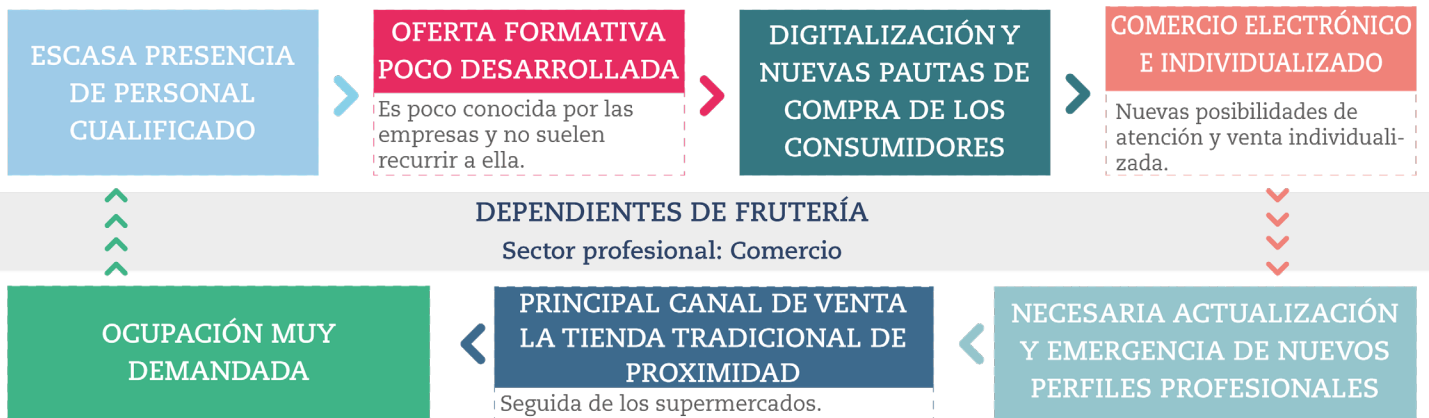 ESCASA PRESENCIA
DE PERSONAL
CUALIFICADO
OFERTA FORMATIVA
POCO DESARROLLADA
Es poco conocida por las
empresas y no suelen
recurrir a ella.
DIGITALIZACIÓN Y
NUEVAS PAUTAS DE
COMPRA DE LOS
CONSUMIDORES
COMERCIO ELECTRÓNICO
E INDIVIDUALIZADO
Nuevas posibilidades de
atención y venta individuali-
zada.
DEPENDIENTES DE FRUTERÍA
Sector profesional: Comercio
OCUPACIÓN MUY
DEMANDADA
PRINCIPAL CANAL DE VENTA
LA TIENDA TRADICIONAL DE
PROXIMIDAD
Seguida de los supermercados.
NECESARIA ACTUALIZACIÓN
Y EMERGENCIA DE NUEVOS
PERFILES PROFESIONALES